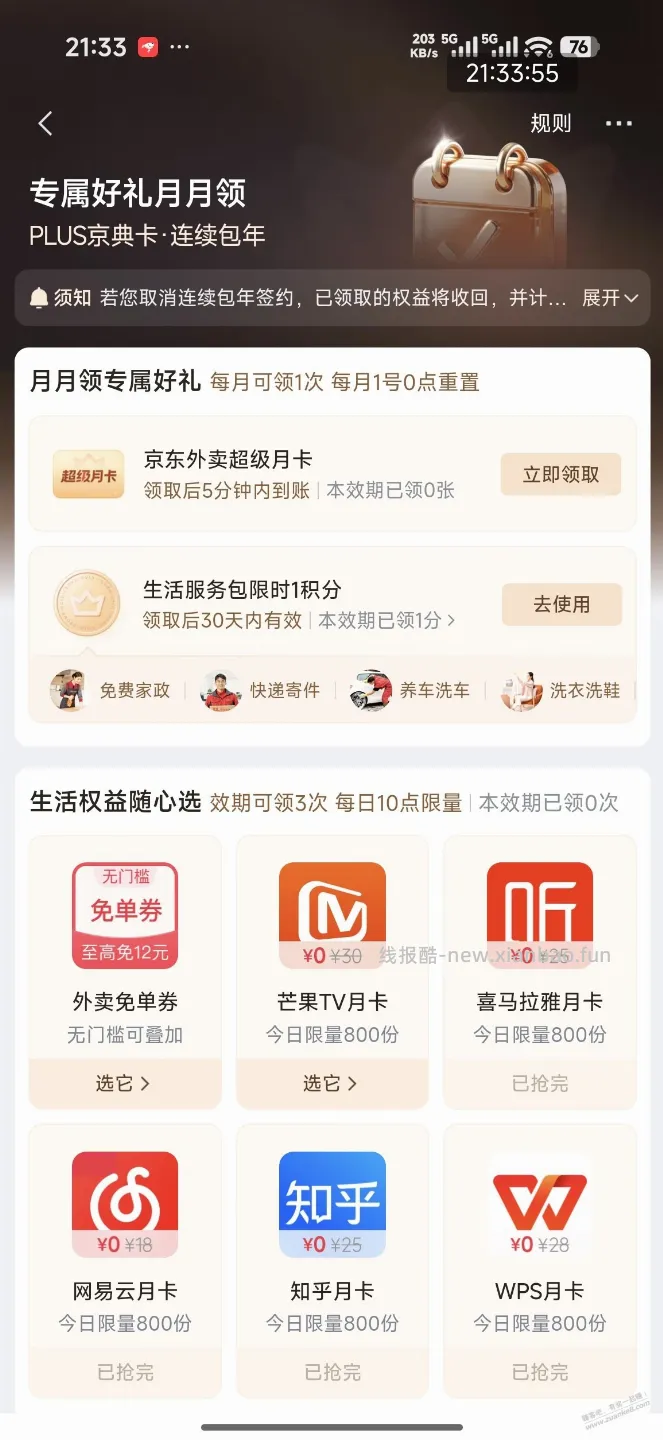 21:33
203 KB/s 5G 5G 6 76
21:33:55
规则
专属好礼月月领
PLUS京典卡·连续包年
须知 若您取消连续包年签约，已领取的权益将收回，并计... 展开
月月领专属好礼 每月可领1次 每月1号0点重置
超级月卡
京东外卖超级月卡
领取后5分钟内到账 | 本效期已领0张
立即领取
生活服务包限时1积分
领取后30天内有效 | 本效期已领1分
去使用
免费家政 | 快递寄件 | 养车洗车 | 洗衣洗鞋
生活权益随心选 效期可领3次 每日10点限量 | 本效期已领0次
无门槛
免单券
至高免12元
外卖免单券
无门槛可叠加
选它
¥0 ¥30
芒果TV月卡
今日限量800份
选它
听
¥0 ¥25
喜马拉雅月卡
今日限量800份
已抢完
线报酷-new.xianbao.fun
¥0 ¥18
网易云月卡
今日限量800份
已抢完
知乎
¥0 ¥25
知乎月卡
今日限量800份
已抢完
¥0 ¥28
WPS月卡
今日限量800份
已抢完
www.zuanke8.com